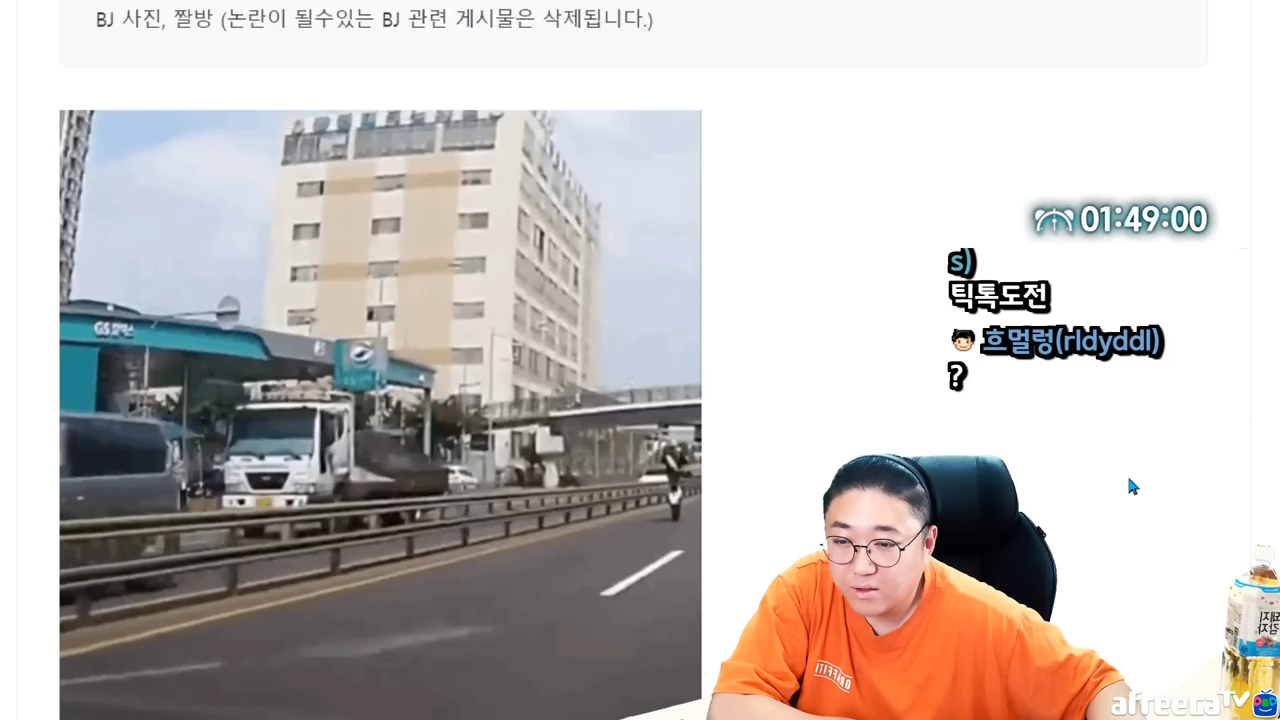 BJ 사진, 짤방 (논란이 될수있는 BJ 관련 게시물은 삭제됩니다.)
01:49:00
s)
틱톡도전
흐멀렁(rldyddl)
?
GS칼텍스
GRAFFITI
afreecaTV